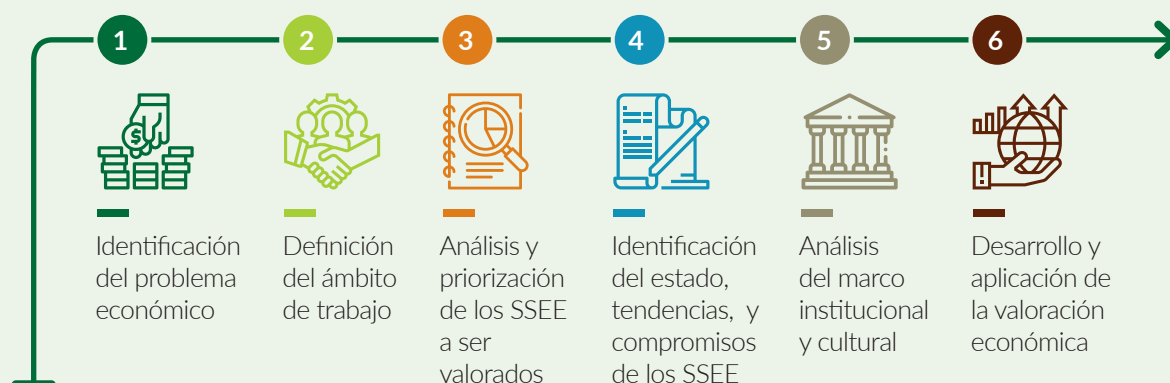 1
2
3
4
5
6
$
Identificación
del problema
económico
Definición
del ámbito
de trabajo
Análisis y
priorización
de los SSEE
a ser
valorados
Identificación
del estado,
tendencias, y
compromisos
de los SSEE
Análisis
del marco
institucional
y cultural
Desarrollo y
aplicación de
la valoración
económica